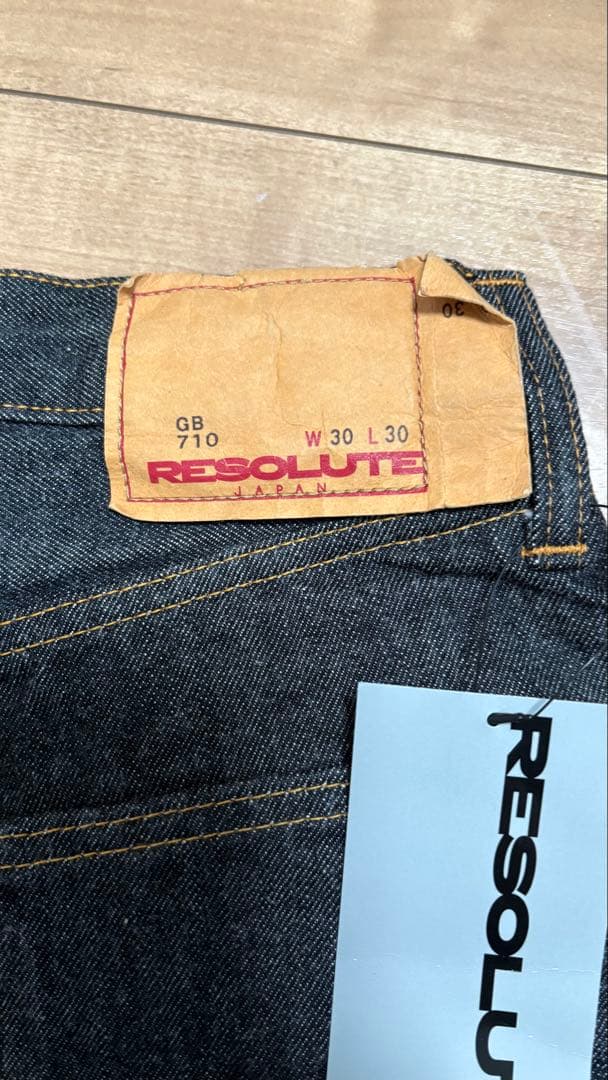 30
GB
710
W 30 L 30
RESOLUTE
JAPAN
RESOLU